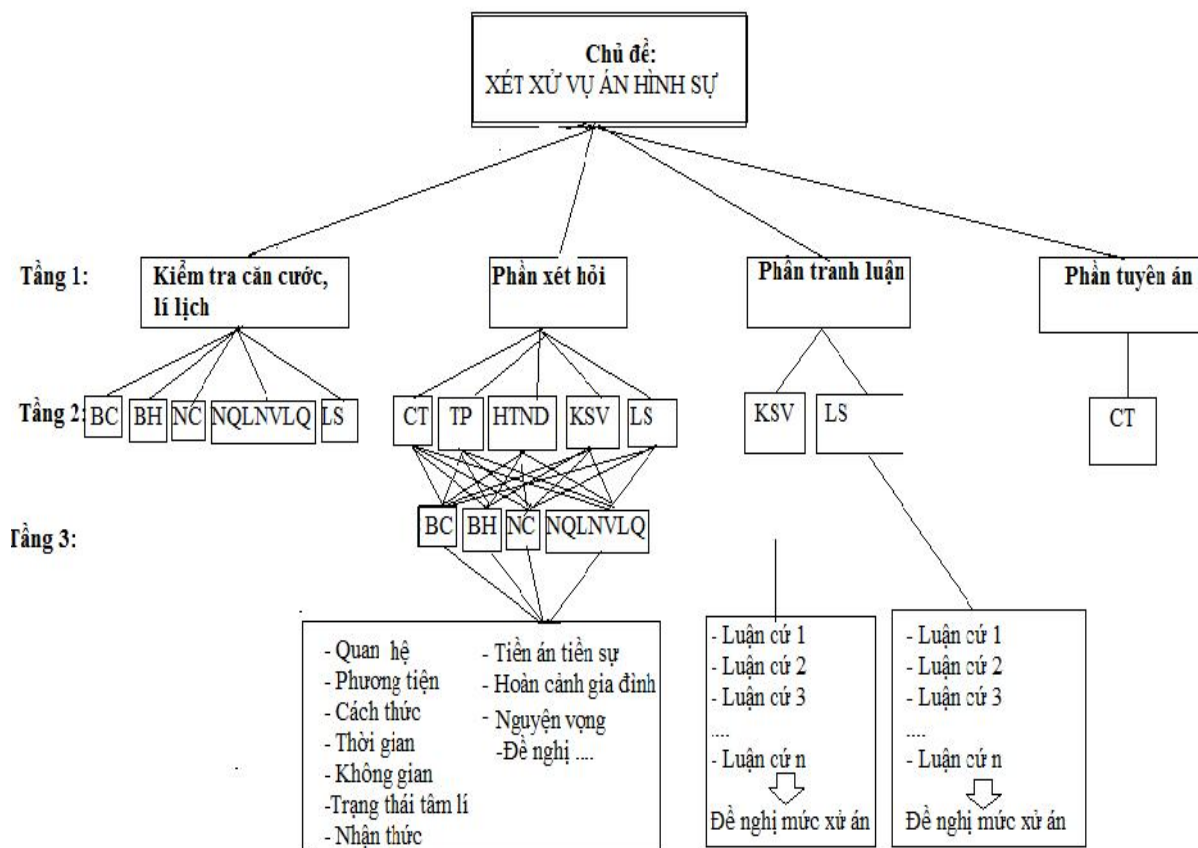 Chủ đề:
XÉT XỬ VỤ ÁN HÌNH SỰ
Tầng 1:
Kiểm tra căn cước,
lí lịch
Phần xét hỏi
Phần tranh luận
Phần tuyên án
Tầng 2:
BC
BH
NC
NQLNVLQ
LS
CT
TP
HTND
KSV
LS
KSV
LS
CT
Tầng 3:
BC
BH
NC
NQLNVLQ
- Quan hệ
- Phương tiện
- Cách thức
- Thời gian
- Không gian
-Trạng thái tâm lí
- Nhận thức
- Tiền án tiền sự
- Hoàn cảnh gia đình
- Nguyện vọng
-Đề nghị ....
- Luận cứ 1
- Luận cứ 2
- Luận cứ 3
....
- Luận cứ n
Đề nghị mức xử án
- Luận cứ 1
- Luận cứ 2
- Luận cứ 3
....
- Luận cứ n
Đề nghị mức xử án